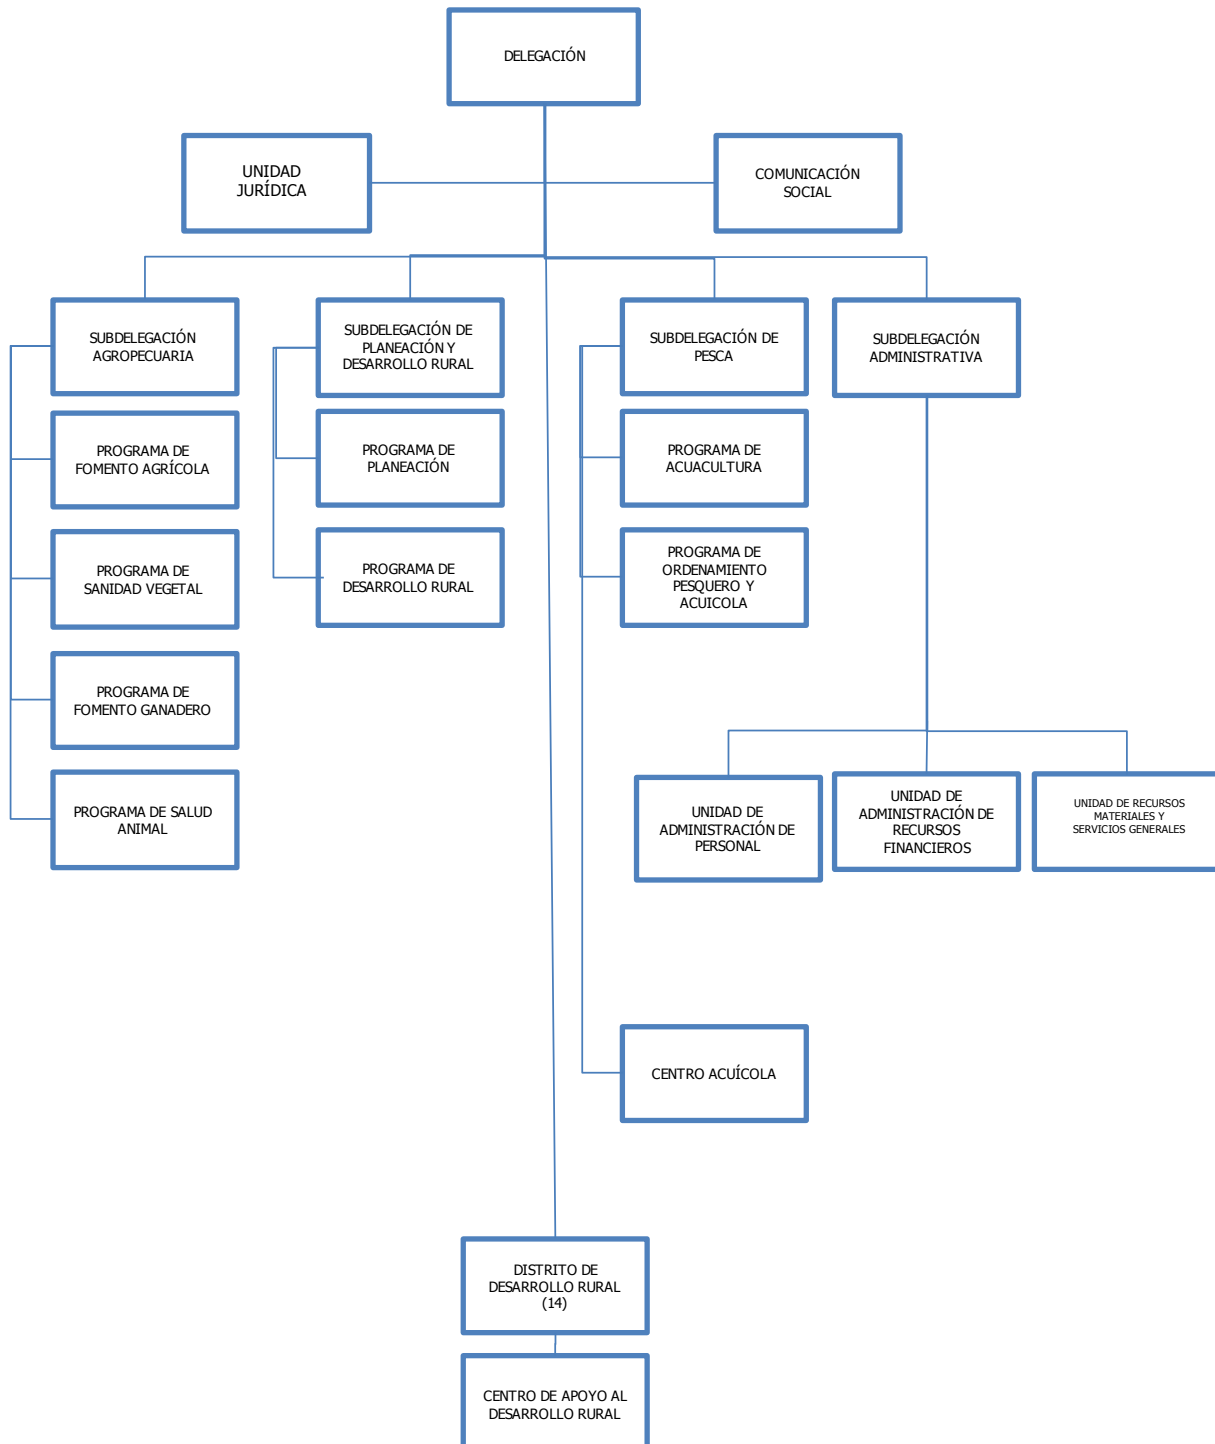 DELEGACIÓN
UNIDAD
JURÍDICA
COMUNICACIÓN
SOCIAL
SUBDELEGACIÓN
AGROPECUARIA
SUBDELEGACIÓN DE
PLANEACIÓN Y
DESARROLLO RURAL
SUBDELEGACIÓN DE
PESCA
SUBDELEGACIÓN
ADMINISTRATIVA
PROGRAMA DE
FOMENTO AGRÍCOLA
PROGRAMA DE
PLANEACIÓN
PROGRAMA DE
ACUACULTURA
PROGRAMA DE
SANIDAD VEGETAL
PROGRAMA DE
DESARROLLO RURAL
PROGRAMA DE
ORDENAMIENTO
PESQUERO Y
ACUICOLA
PROGRAMA DE
FOMENTO GANADERO
PROGRAMA DE SALUD
ANIMAL
UNIDAD DE
ADMINISTRACIÓN DE
PERSONAL
UNIDAD DE
ADMINISTRACIÓN DE
RECURSOS
FINANCIEROS
UNIDAD DE RECURSOS
MATERIALES Y
SERVICIOS GENERALES
CENTRO ACUÍCOLA
DISTRITO DE
DESARROLLO RURAL
(14)
CENTRO DE APOYO AL
DESARROLLO RURAL